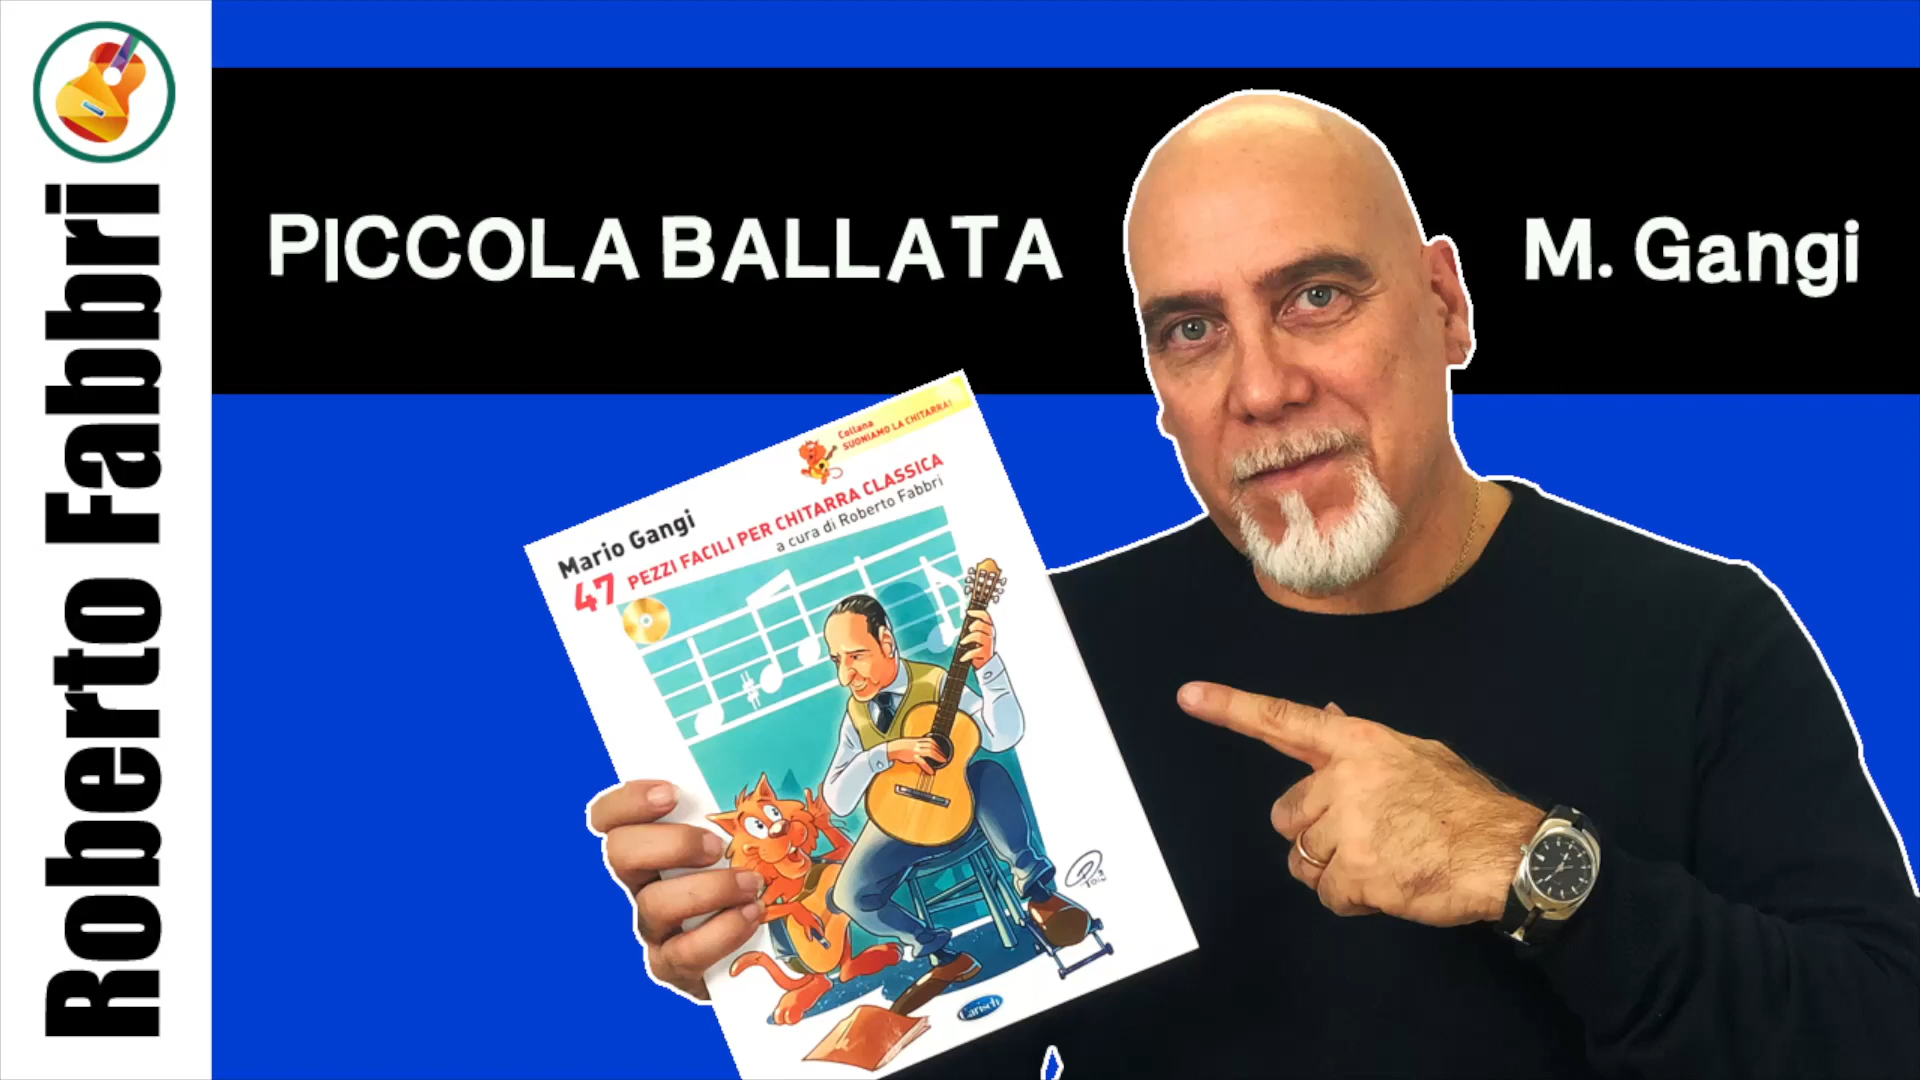 Roberto Fabbri
PICCOLA BALLATA
M. Gangi
Collana
SUONIAMO LA CHITARRA!
Mario Gangi
47 PEZZI FACILI PER CHITARRA CLASSICA
a cura di Roberto Fabbri
Carisch